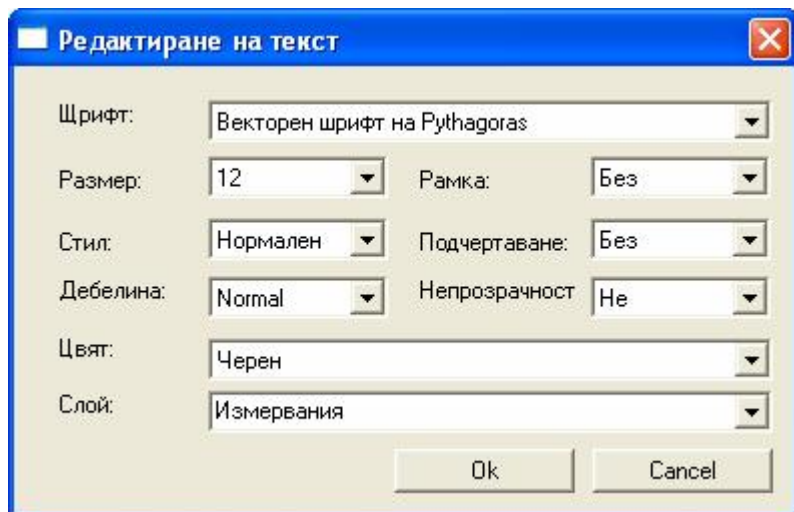 Редактиране на текст
Шрифт: Векторен шрифт на Pythagoras
Размер: 12 Рамка: Без
Стил: Нормален Подчертаване: Без
Дебелина: Normal Непрозрачност Не
Цвят: Черен
Слой: Измервания
Ok Cancel